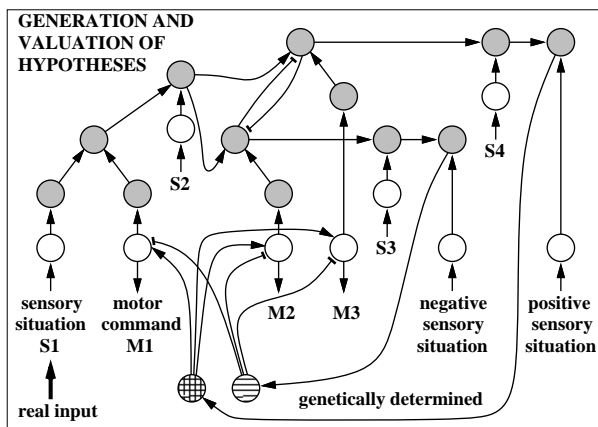 GENERATION AND
VALUATION OF
HYPOTHESES
S2
S4
S3
sensory
situation
S1
motor
command
M1
M2
M3
negative
sensory
situation
positive
sensory
situation
real input
genetically determined